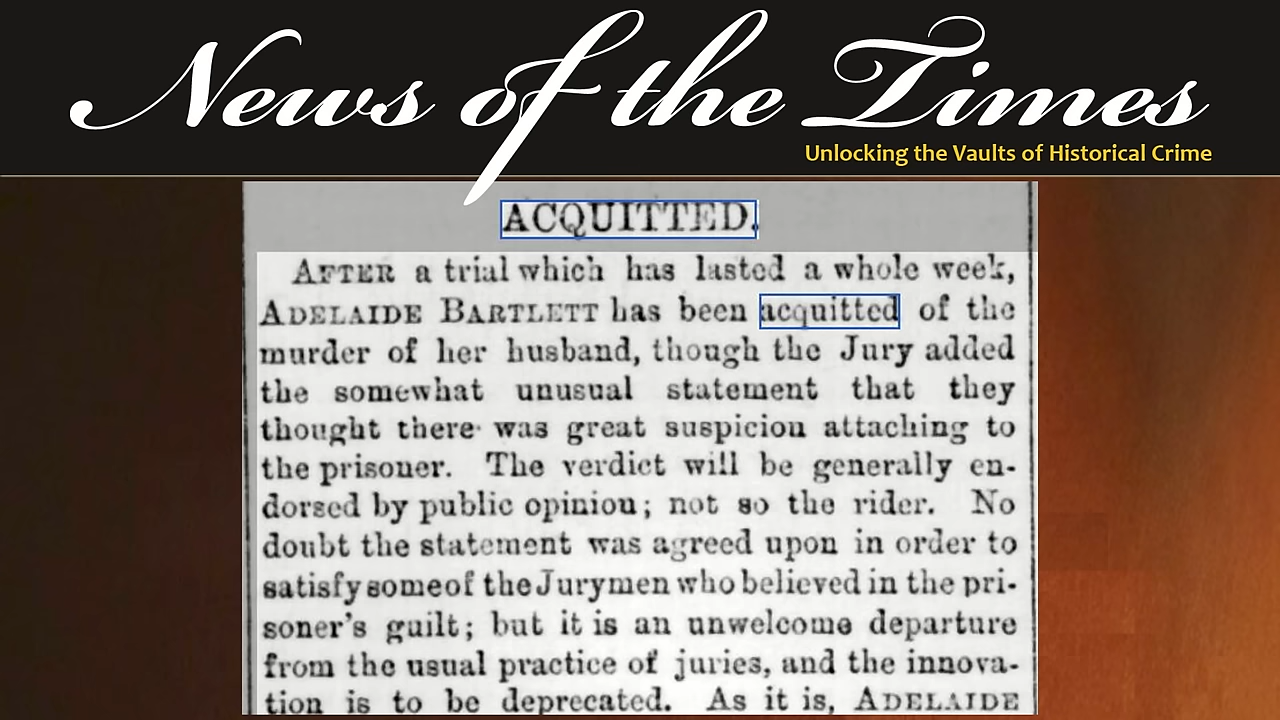 News of the Times
Unlocking the Vaults of Historical Crime
ACQUITTED.
AFTER a trial which has lasted a whole week,
ADELAIDE BARTLETT has been acquitted of the
murder of her husband, though the Jury added
the somewhat unusual statement that they
thought there was great suspicion attaching to
the prisoner. The verdict will be generally en-
dorsed by public opinion; not so the rider. No
doubt the statement was agreed upon in order to
satisfy some of the Jurymen who believed in the pri-
soner's guilt; but it is an unwelcome departure
from the usual practice of juries, and the innova-
tion is to be deprecated. As it is, ADELAIDE